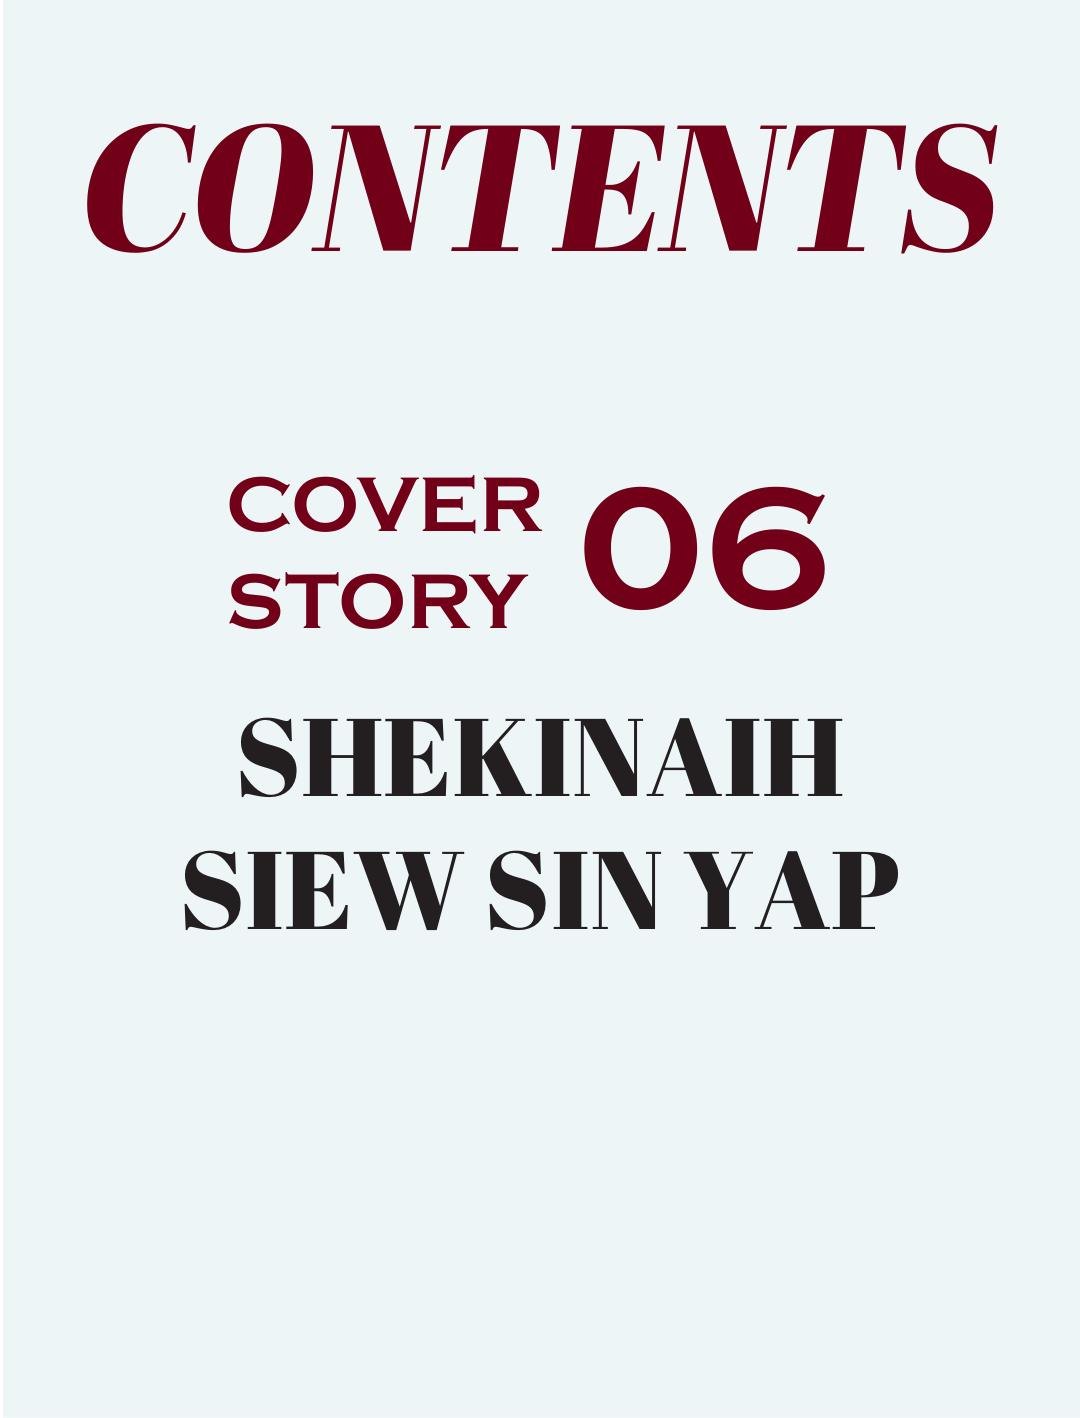 CONTENTS
COVER
STORY
06
SHEKINAIH
SIEW SIN YAP